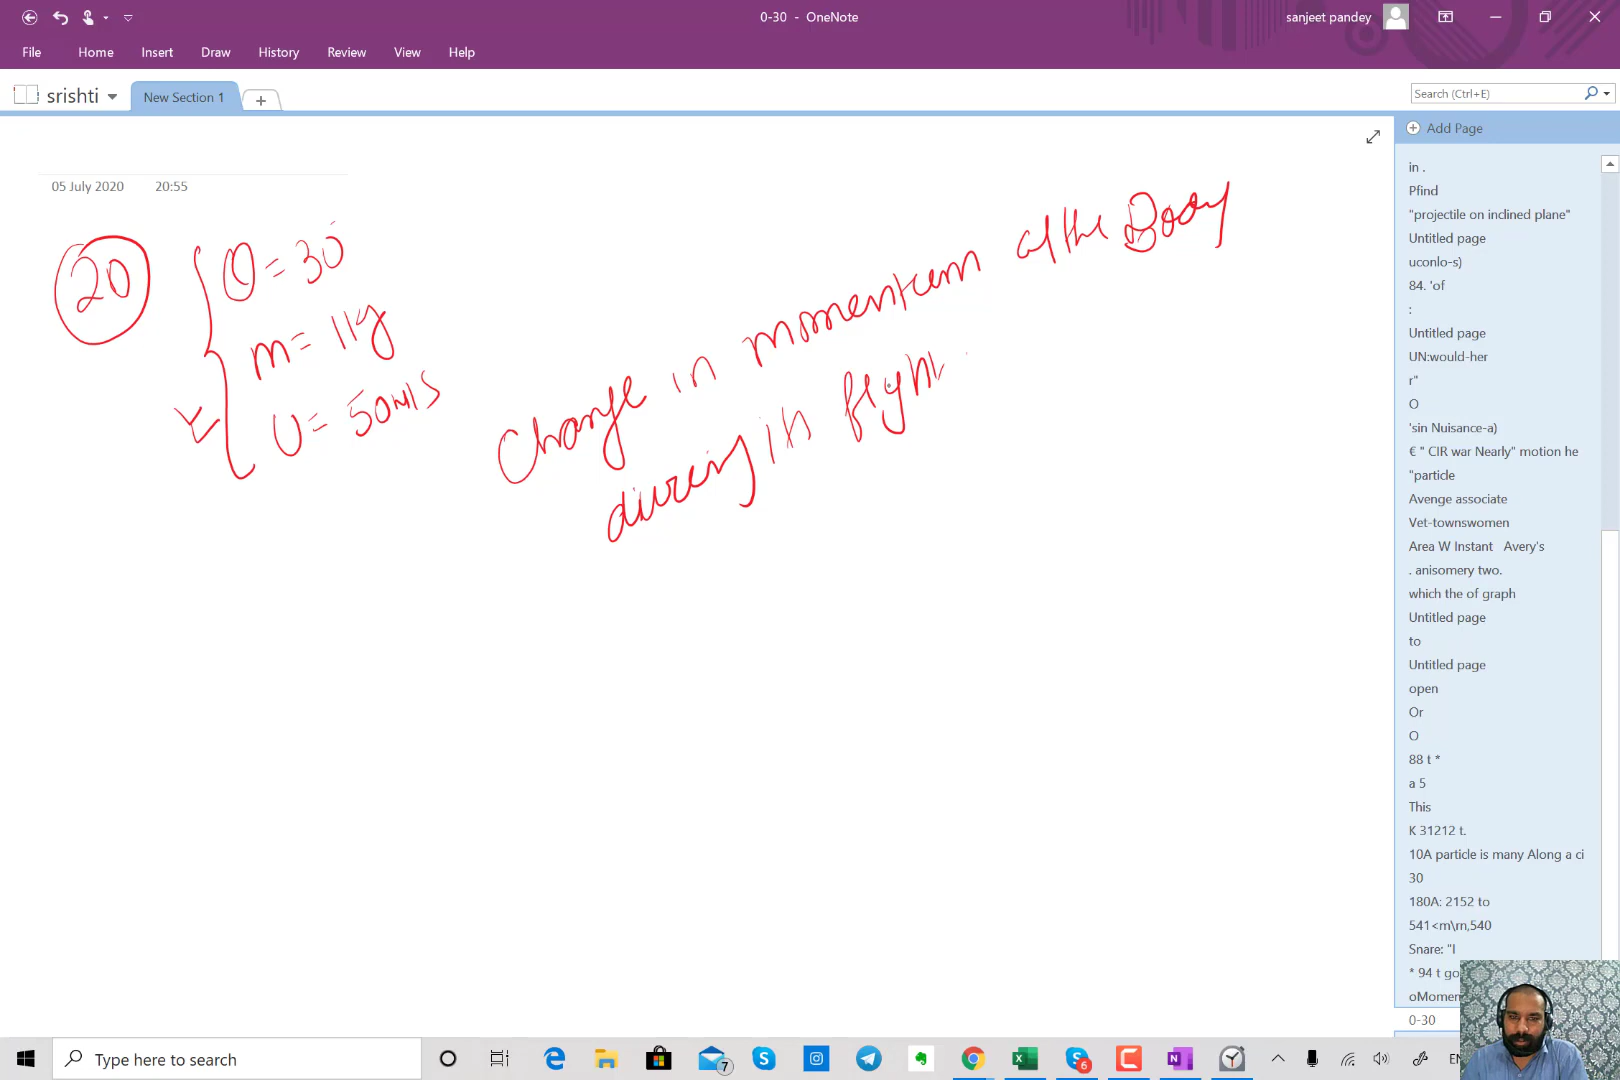 0-30 - OneNote
sanjeet pandey
File Home Insert Draw History Review View Help
srishti New Section 1 +
Search (Ctrl+E)
Add Page
05 July 2020 20:55
20
θ = 30°
m = 1kg
U = 50m/s
Change in momentum of the Body
during its flight
in .
Pfind
"projectile on inclined plane"
Untitled page
uconlo-s)
84. 'of
:
Untitled page
UN:would-her
r"
O
'sin Nuisance-a)
€ " CIR war Nearly" motion he
"particle
Avenge associate
Vet-townswomen
Area W Instant Avery's
. anisomery two.
which the of graph
Untitled page
to
Untitled page
open
Or
O
88 t *
a 5
This
K 31212 t.
10A particle is many Along a ci
30
180A: 2152 to
541<m\m,540
Snare: "I
* 94 t go
oMomen
0-30
Type here to search
7
6